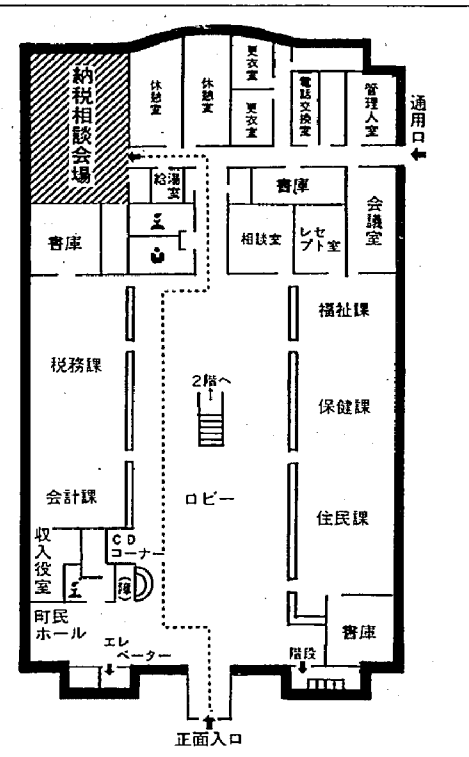 納税相談会場
休憩室
休憩室
更衣室
更衣室
電話交換室
管理人室
通用口
給湯室
書庫
会議室
書庫
相談室
レセ
プト室
福祉課
税務課
2階へ
保健課
会計課
ロビー
住民課
収入役室
CD
コーナー
(障)
町民
ホール
エレ
ベーター
階段
書庫
正面入口